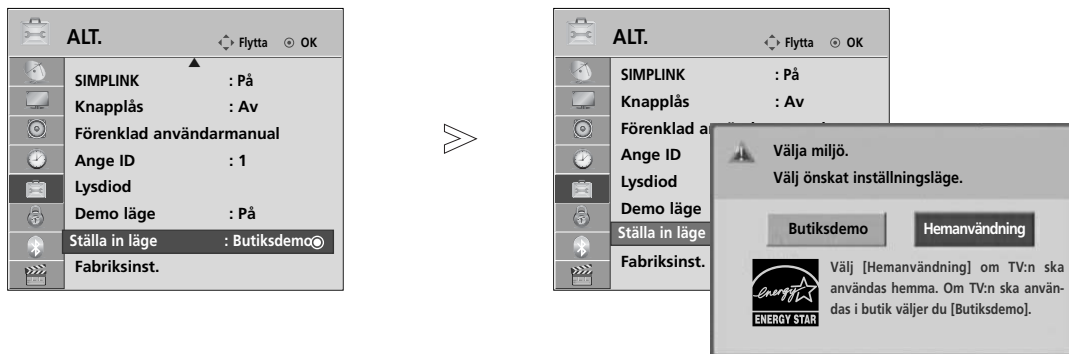 ALT.
Flytta OK
SIMPLINK : På
Knapplås : Av
Förenklad användarmanual
Ange ID : 1
Lysdiod
Demo läge : På
Ställa in läge : Butiksdemo
Fabriksinst.
ALT.
Flytta OK
SIMPLINK : På
Knapplås : Av
Förenklad
Ange ID
Lysdiod
Demo läge
Ställa in läge
Fabriksinst.
Välja miljö.
Välj önskat inställningsläge.
Butiksdemo Hemanvändning
energy
ENERGY STAR
Välj [Hemanvändning] om TV:n ska
användas hemma. Om TV:n ska använ-
das i butik väljer du [Butiksdemo].